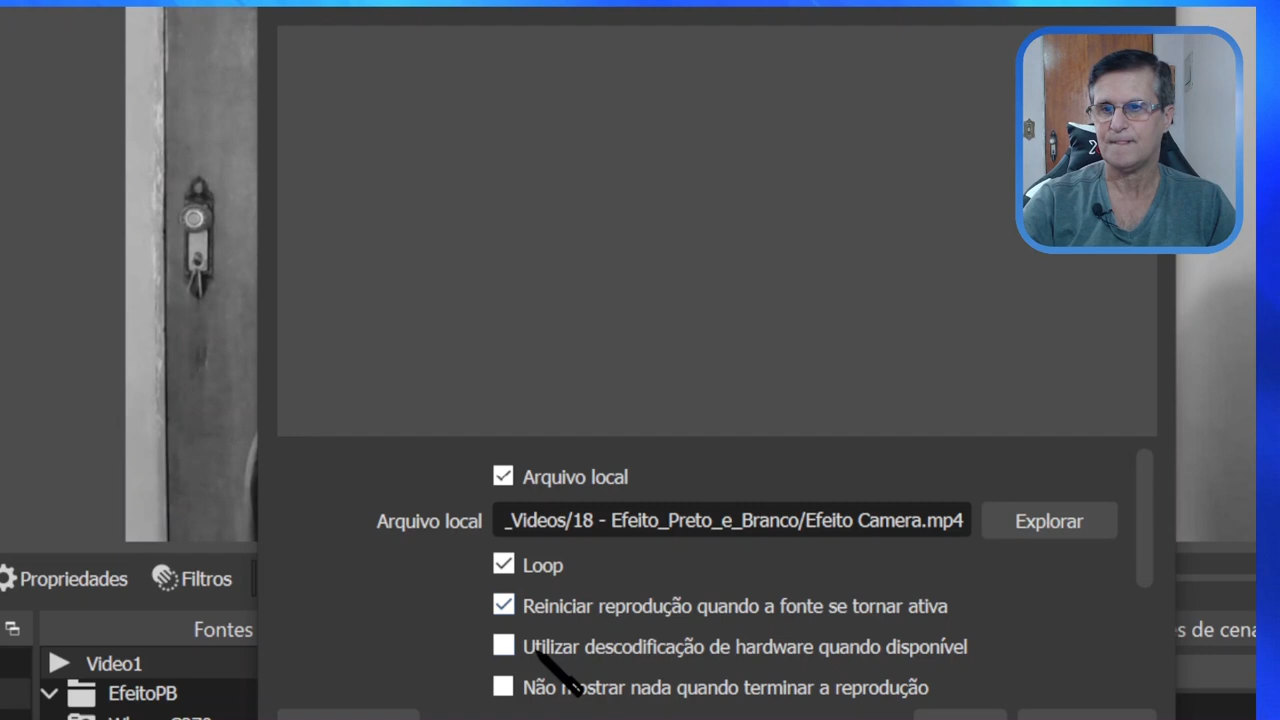 Arquivo local
Arquivo local _Videos/18 - Efeito_Preto_e_Branco/Efeito Camera.mp4 Explorar
Loop
Propriedades Filtros
Reiniciar reprodução quando a fonte se tornar ativa
Fontes
s de cena
Utilizar descodificação de hardware quando disponível
Video1
Não mostrar nada quando terminar a reprodução
EfeitoPB